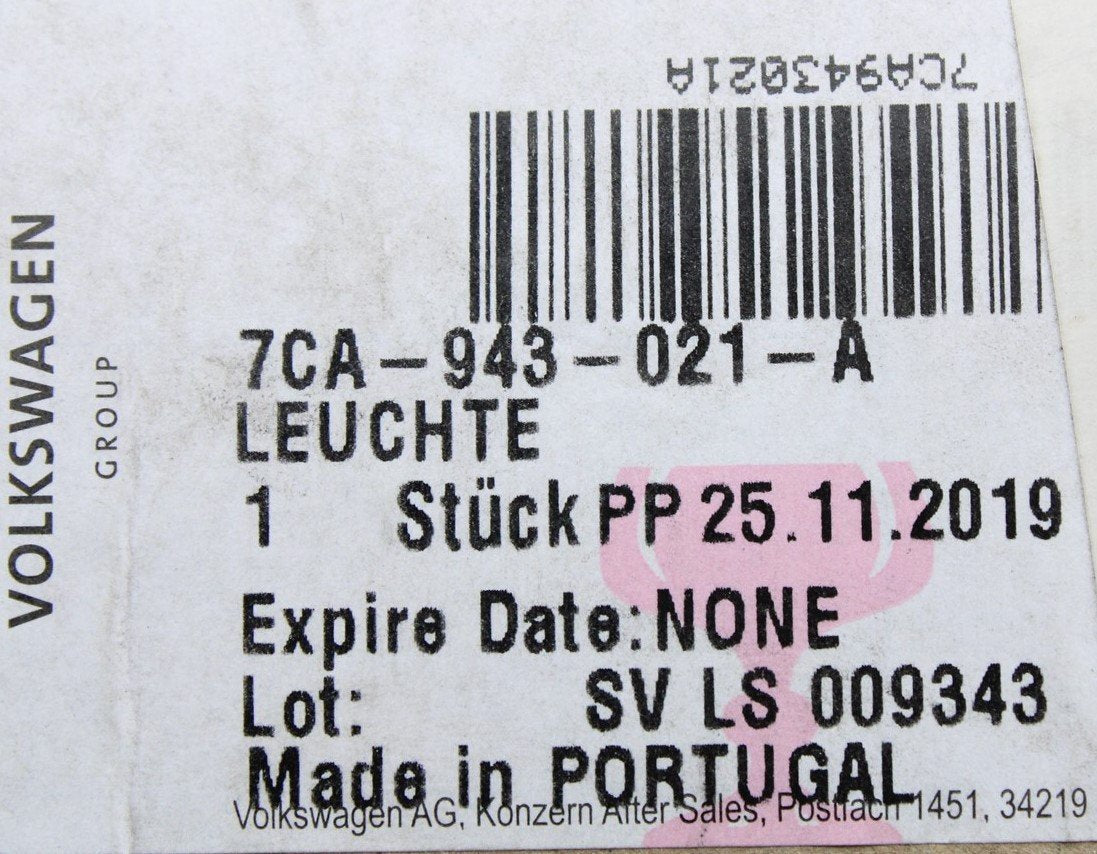 7CA943021A
7CA-943-021-A
LEUCHTE
1 Stück PP 25.11.2019
Expire Date:NONE
Lot: SV LS 009343
Made in PORTUGAL
Volkswagen AG, Konzern After Sales, Postfach 1451, 34219
VOLKSWAGEN
GROUP